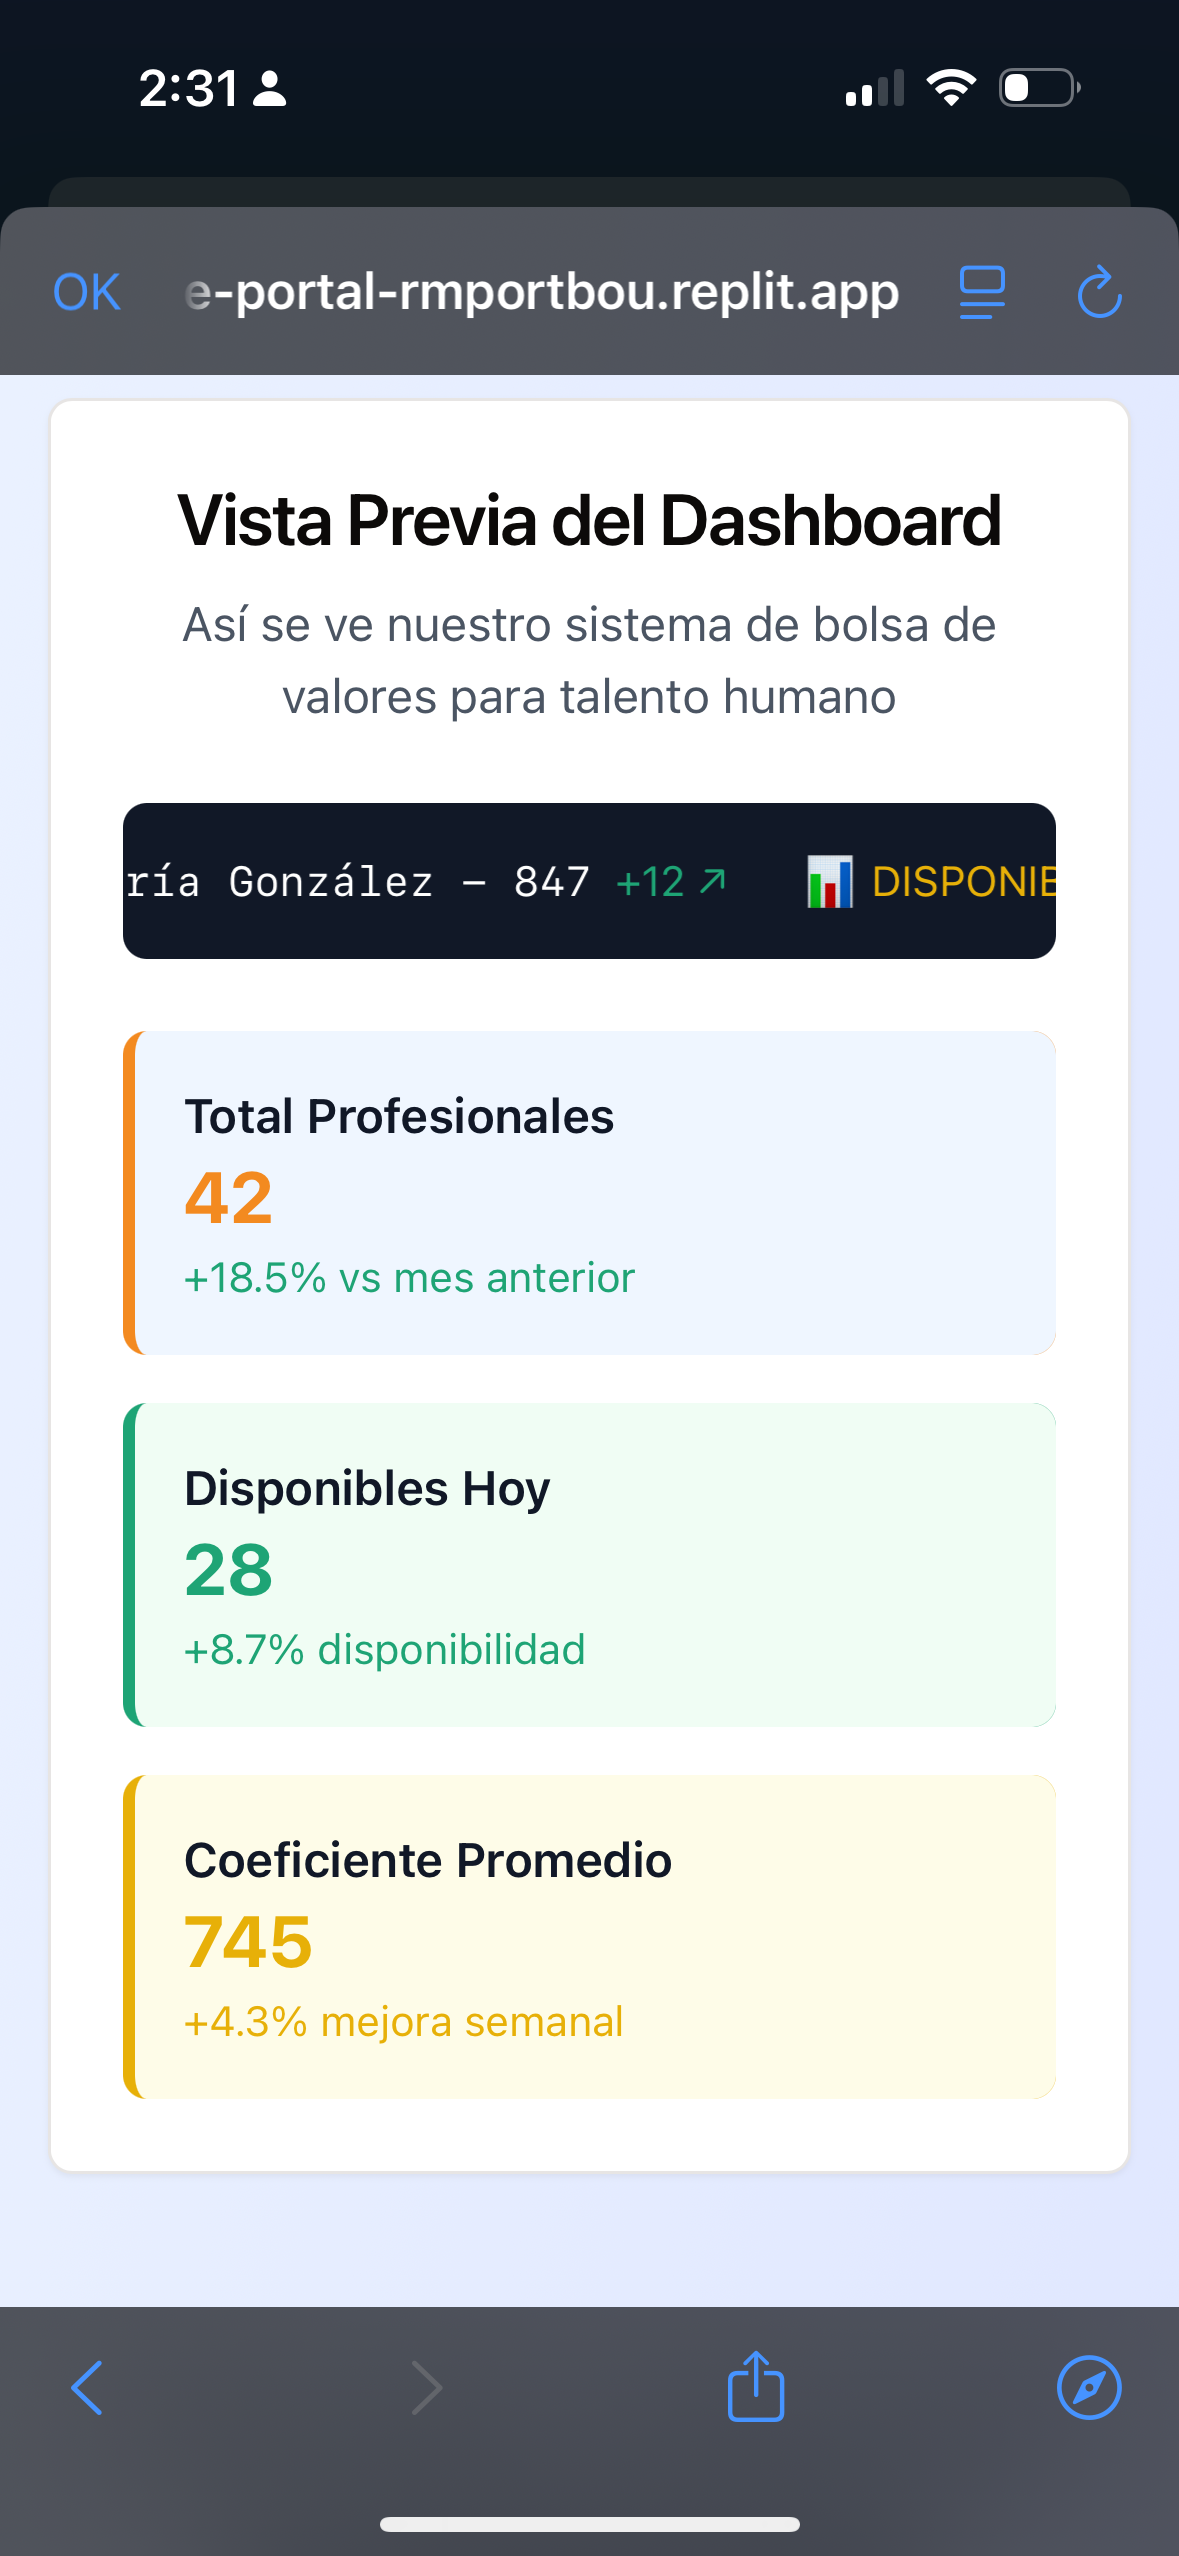 2:31
OK e-portal-rmportbou.replit.app
Vista Previa del Dashboard
Así se ve nuestro sistema de bolsa de
valores para talento humano
ría González – 847 +12 ↗ 📊 DISPONIB
Total Profesionales
42
+18.5% vs mes anterior
Disponibles Hoy
28
+8.7% disponibilidad
Coeficiente Promedio
745
+4.3% mejora semanal